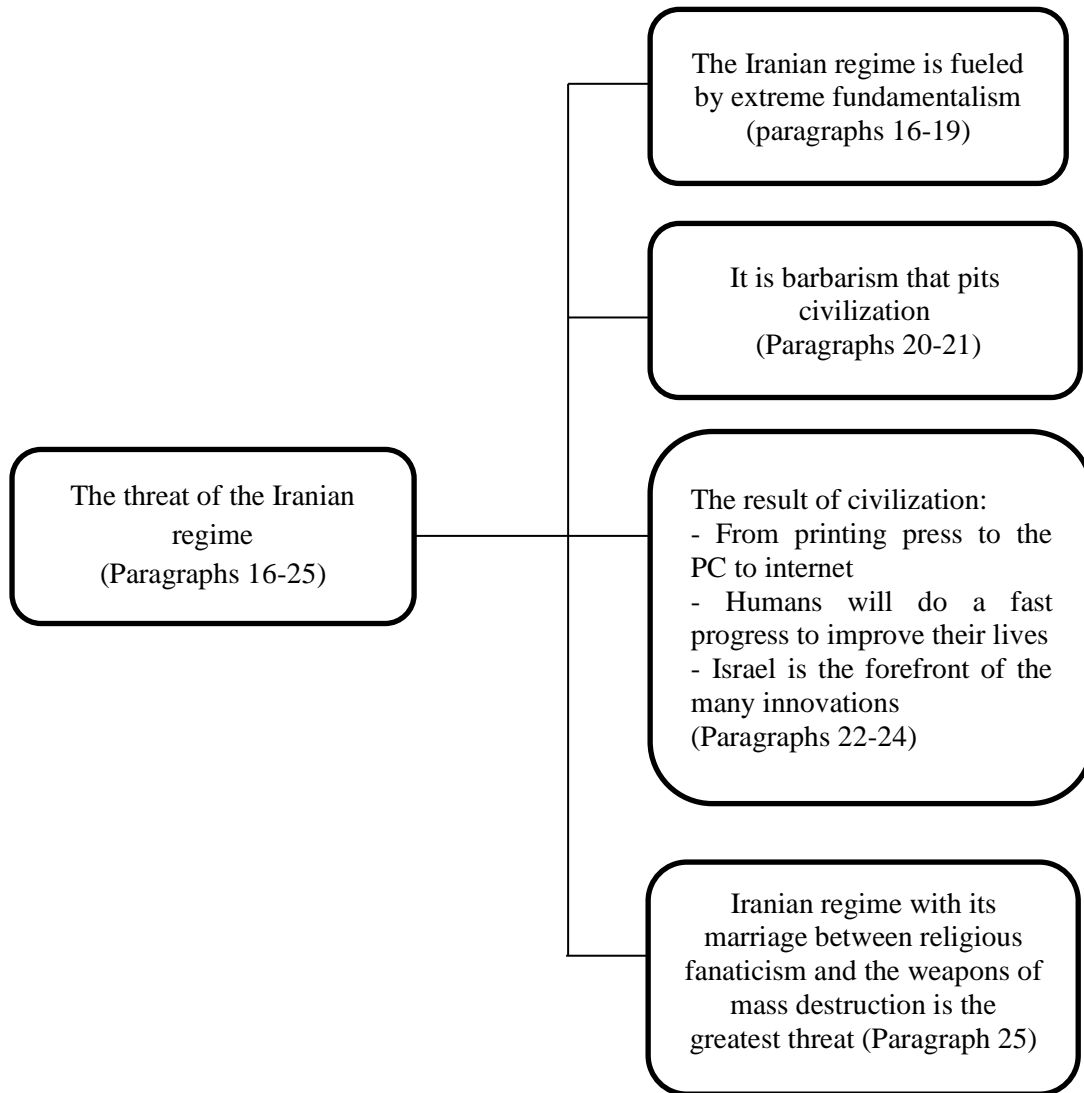 The Iranian regime is fueled
by extreme fundamentalism
(paragraphs 16-19)
It is barbarism that pits
civilization
(Paragraphs 20-21)
The threat of the Iranian
regime
(Paragraphs 16-25)
The result of civilization:
- From printing press to the
PC to internet
- Humans will do a fast
progress to improve their lives
- Israel is the forefront of the
many innovations
(Paragraphs 22-24)
Iranian regime with its
marriage between religious
fanaticism and the weapons of
mass destruction is the
greatest threat (Paragraph 25)